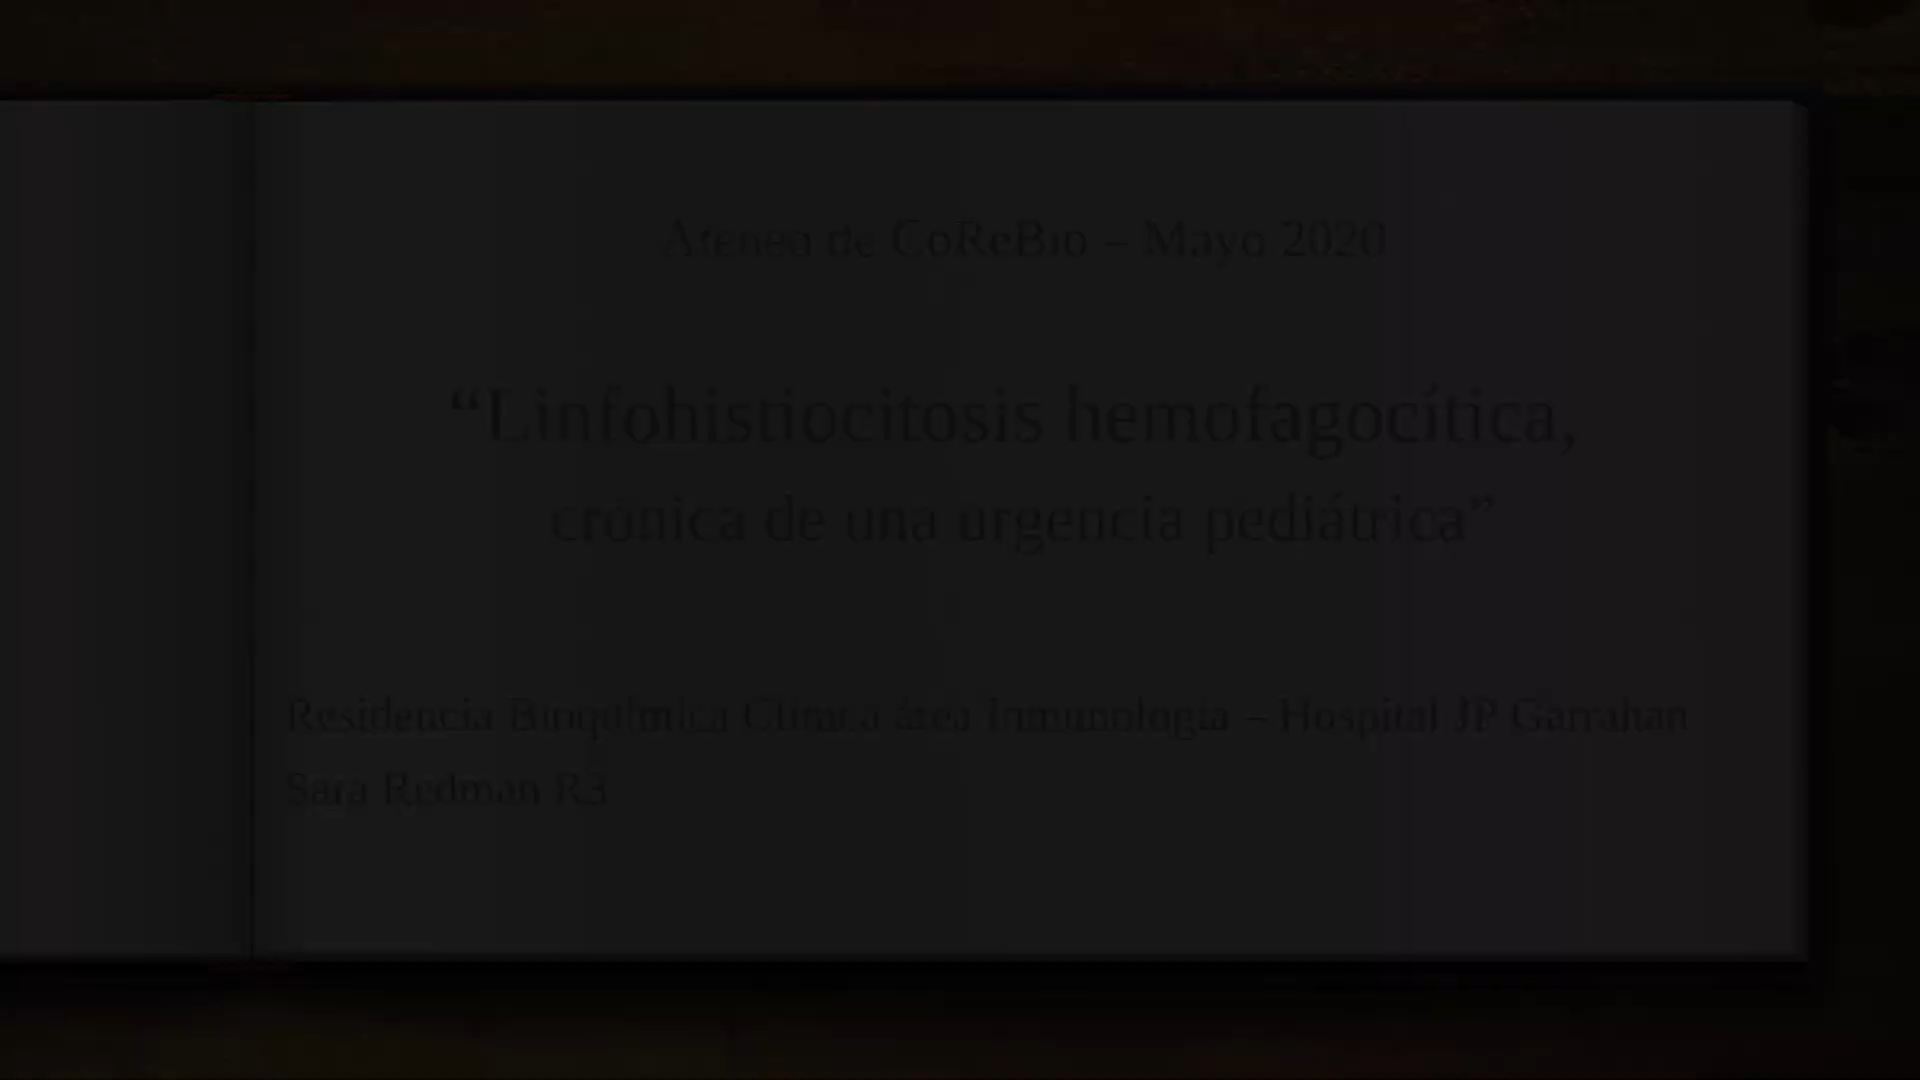 Ateneo de CoReBio – Mayo 2020
“Linfohistiocitosis hemofagocítica,
crónica de una urgencia pediátrica”
Residencia Bioquímica Clínica área Inmunología – Hospital JP Garrahan
Sara Redman R3